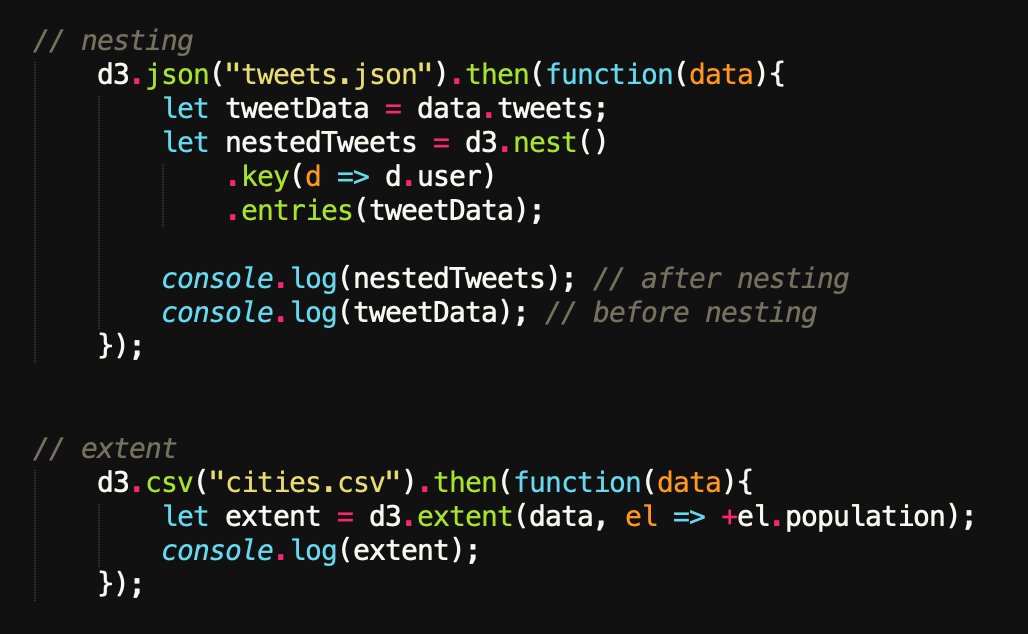 // nesting
d3.json("tweets.json").then(function(data){
let tweetData = data.tweets;
let nestedTweets = d3.nest()
.key(d => d.user)
.entries(tweetData);
console.log(nestedTweets); // after nesting
console.log(tweetData); // before nesting
});
// extent
d3.csv("cities.csv").then(function(data){
let extent = d3.extent(data, el => +el.population);
console.log(extent);
});